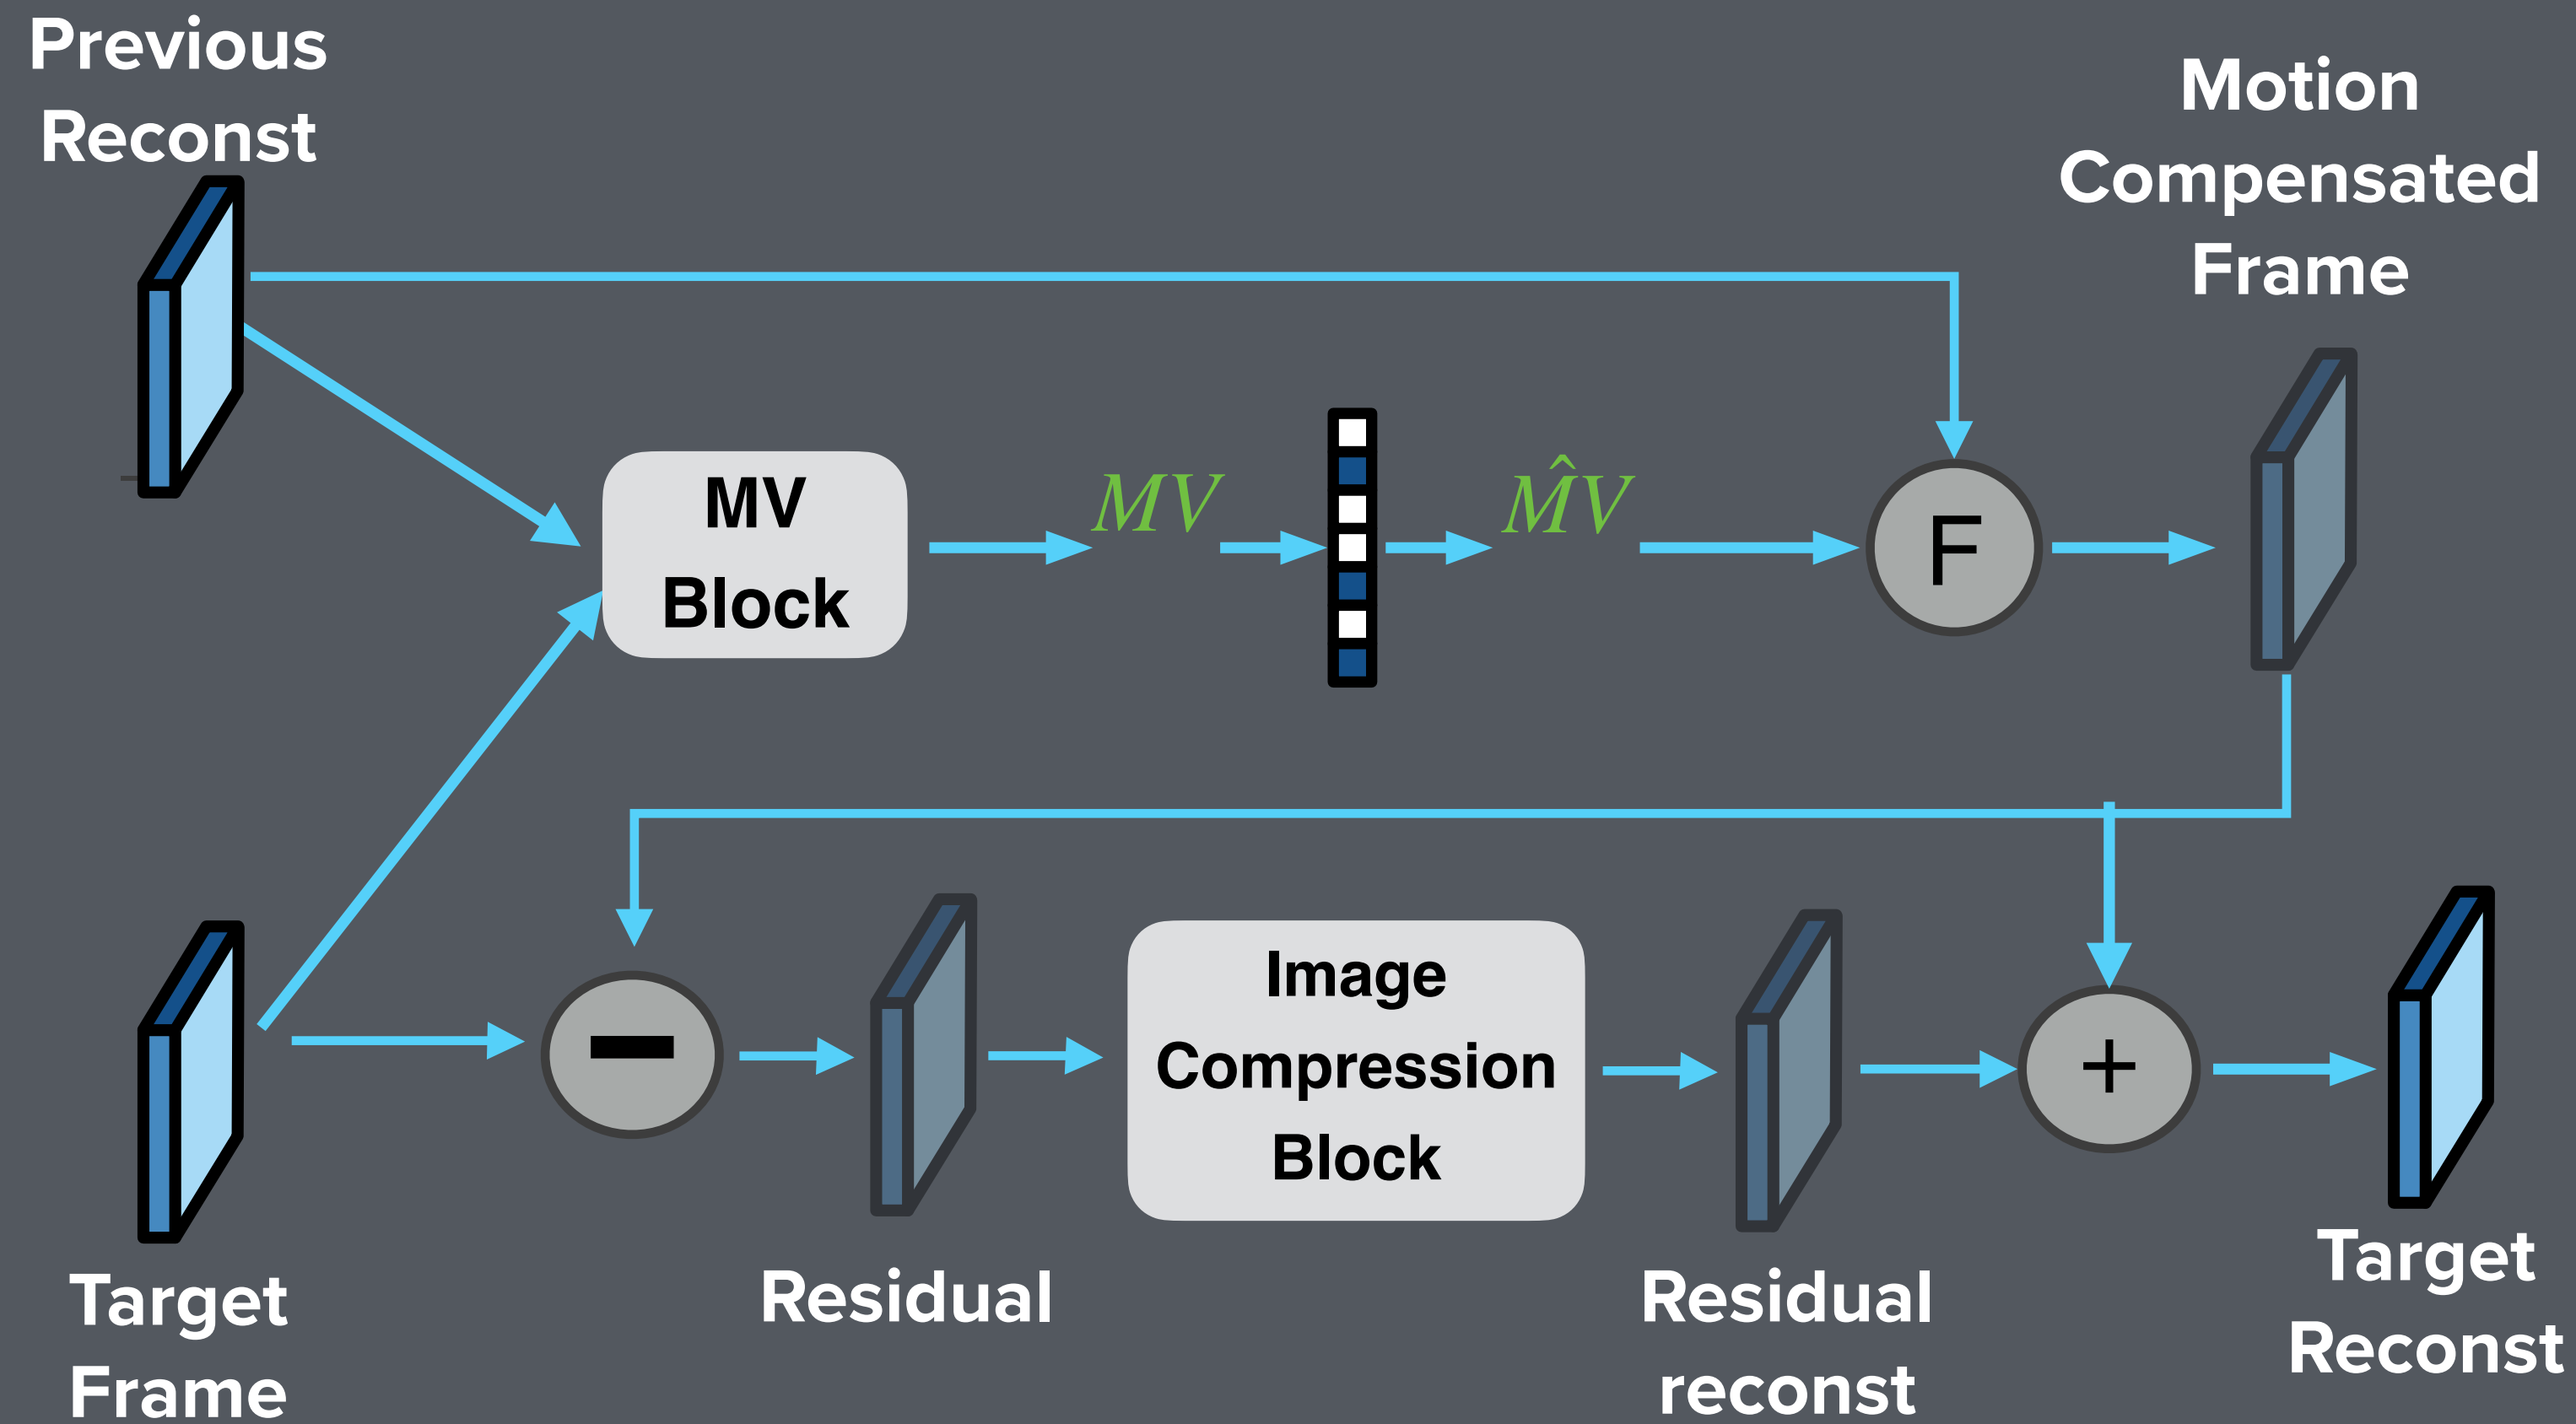 Previous
Reconst
Motion
Compensated
Frame
MV
Block
MV
M̂V
F
−
Image
Compression
Block
+
Target
Frame
Residual
Residual
reconst
Target
Reconst